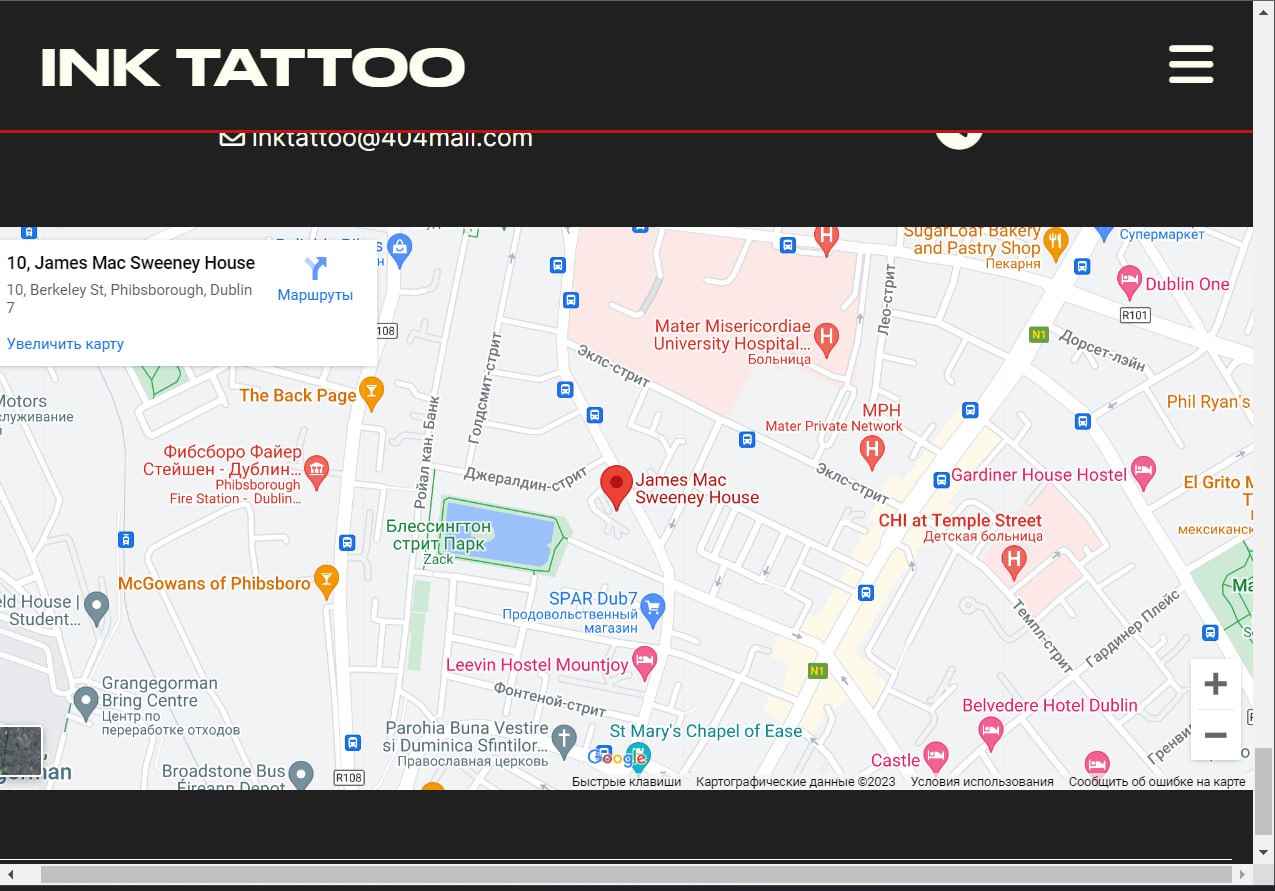 INK TATTOO
inktattoo@404mail.com
SugarLoaf Bakery
and Pastry Shop
Пекарня
Супермаркет
10, James Mac Sweeney House
10, Berkeley St, Phibsborough, Dublin
7
Маршруты
Увеличить карту
Dublin One
R101
108
N1
Mater Misericordiae
University Hospital...
Больница
Лео-стрит
Дорсет-лэйн
Эклс-стрит
Голдсмит-стрит
Ройал кан. Банк
The Back Page
Motors
служивание
Phil Ryan's
MPH
Mater Private Network
Фибсборо Файер
Стейшен - Дублин...
Phibsborough
Fire Station - Dublin...
Джералдин-стрит
James Mac
Sweeney House
Эклс-стрит
Gardiner House Hostel
El Grito
мексиканск
CHI at Temple Street
Детская больница
Блессингтон
стрит Парк
Zack
McGowans of Phibsboro
SPAR Dub7
Продовольственный
магазин
eld House |
Student...
Темпл-стрит
Гардинер Плейс
Leevin Hostel Mountjoy
N1
Grangegorman
Bring Centre
Центр по
переработке отходов
Фонтеной-стрит
Belvedere Hotel Dublin
Parohia Buna Vestire
si Duminica Sfintilor...
Православная церковь
St Mary's Chapel of Ease
Google
Castle
Гренви
Broadstone Bus
Éireann Depot
R108
gorman
Быстрые клавиши
Картографические данные ©2023
Условия использования
Сообщить об ошибке на карте